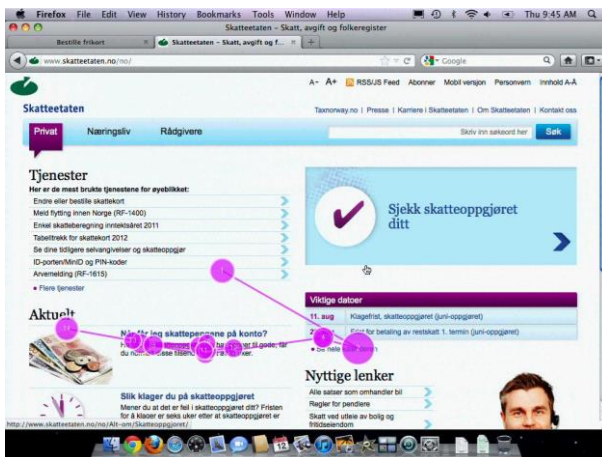 Firefox File Edit View History Bookmarks Tools Window Help Thu 9:45 AM
Skatteetaten – Skatt, avgift og folkeregister
Bestille frikort
Skatteetaten – Skatt, avgift og f...
www.skatteetaten.no/no/
Google
A- A+ RSS/JS Feed Abonner Mobil versjon Personvern Innhold A-Å
Skatteetaten
Taxnorway.no | Presse | Karriere i Skatteetaten | Om Skatteetaten | Kontakt oss
Privat Næringsliv Rådgivere
Skriv inn søkeord her Søk
Tjenester
Her er de mest brukte tjenestene for øyeblikket:
Endre eller bestille skattekort
Meld flytting innen Norge (RF-1400)
Enkel skatteberegning inntektsåret 2011
Tabelltrekk for skattekort 2012
Se dine tidligere selvangivelser og skatteoppgjør
ID-porten/MinID og PIN-koder
Arvemelding (RF-1615)
Flere tjenester
Sjekk skatteoppgjøret
ditt
Viktige datoer
11. aug Klagefrist, skatteoppgjøret (juni-oppgjøret)
Frist for betaling av restskatt 1. termin (juni-oppgjøret)
Aktuelt
Når får jeg skattepengene på konto?
til gode, får
du
Slik klager du på skatteoppgjøret
Mener du at det er feil i skatteoppgjøret ditt? Fristen
for å klage er seks uker etter at skatteoppgjøret er
Nyttige lenker
Alle satser som omhandler bil
Regler for pendlere
Skatt ved utleie av bolig og
fritidseiendom
http://www.skatteetaten.no/no/Alt-om/Skatteoppgjoret/